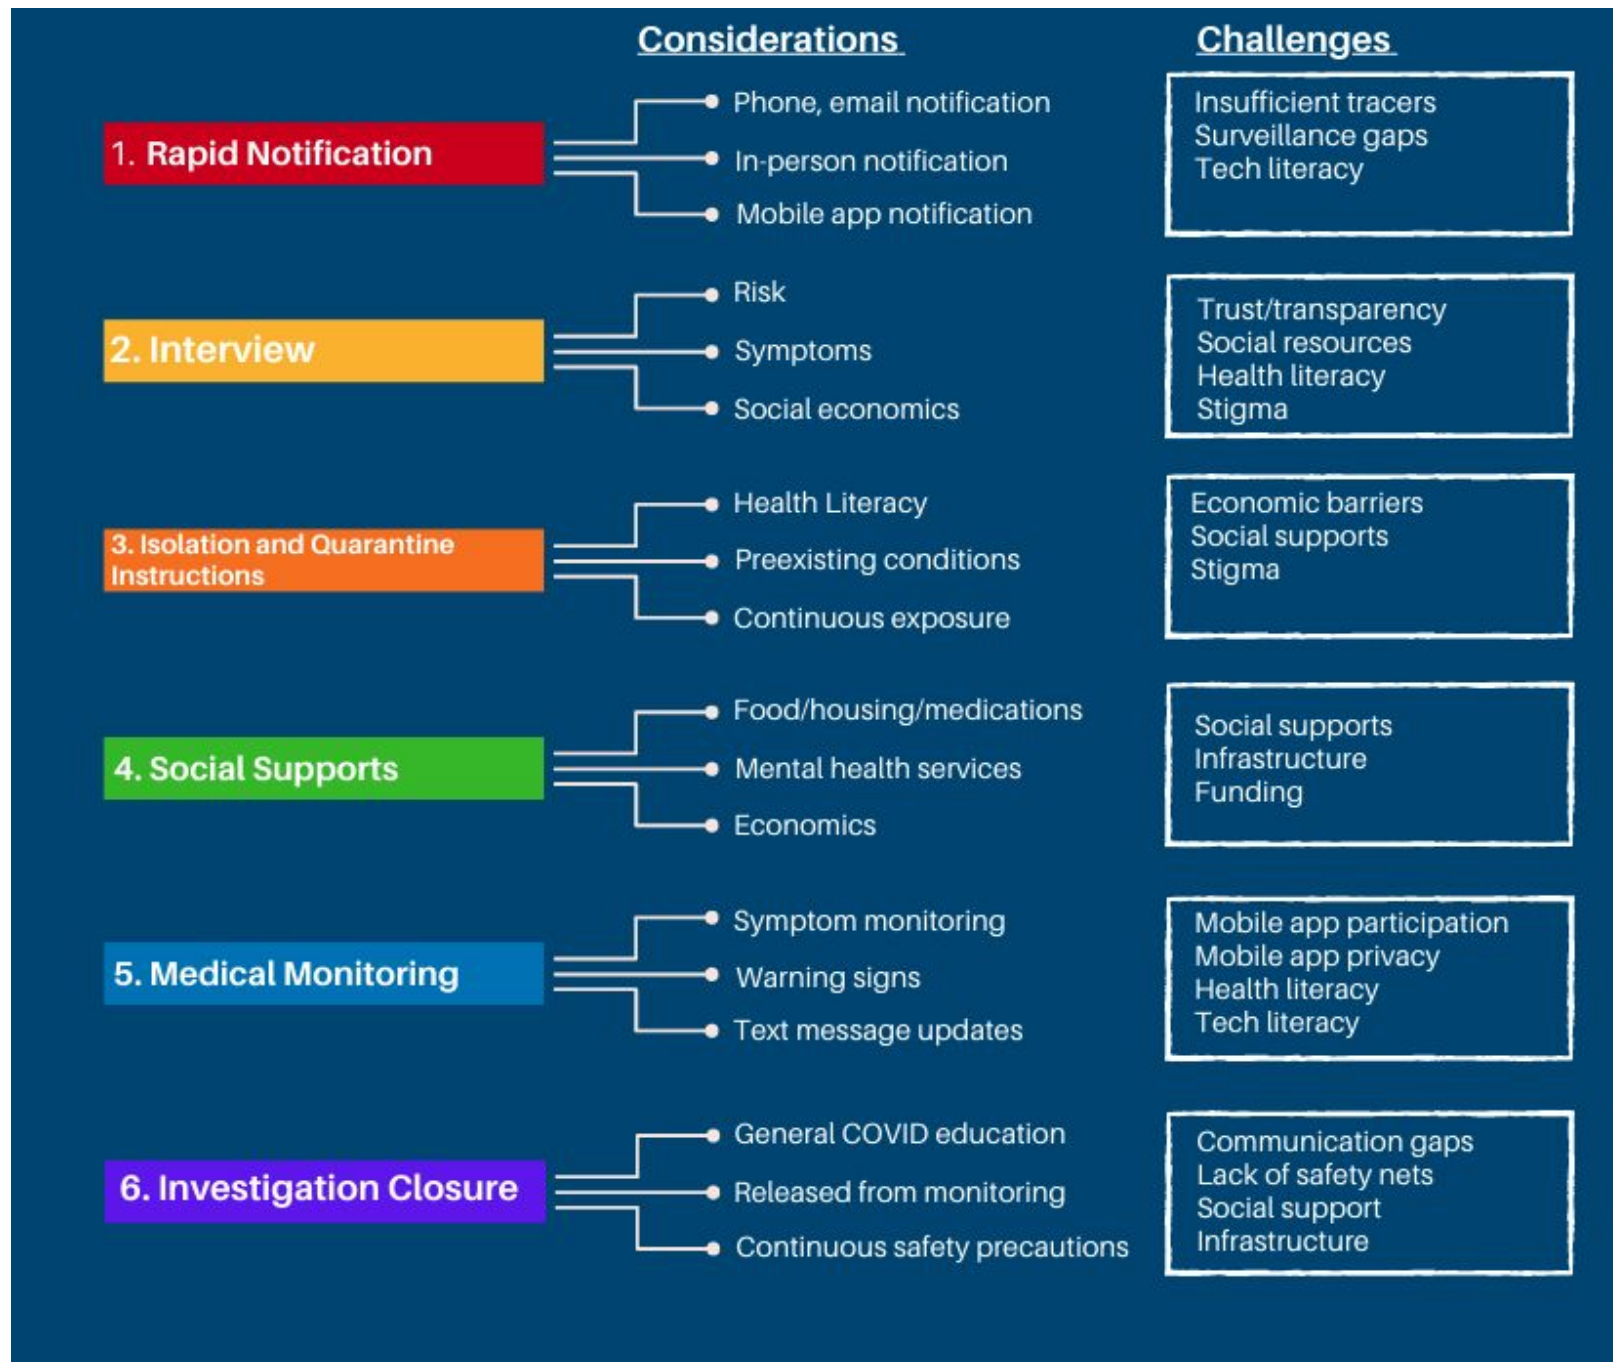 Considerations
Challenges
1. Rapid Notification
Phone, email notification
In-person notification
Mobile app notification
Insufficient tracers
Surveillance gaps
Tech literacy
2. Interview
Risk
Symptoms
Social economics
Trust/transparency
Social resources
Health literacy
Stigma
3. Isolation and Quarantine
Instructions
Health Literacy
Preexisting conditions
Continuous exposure
Economic barriers
Social supports
Stigma
4. Social Supports
Food/housing/medications
Mental health services
Economics
Social supports
Infrastructure
Funding
5. Medical Monitoring
Symptom monitoring
Warning signs
Text message updates
Mobile app participation
Mobile app privacy
Health literacy
Tech literacy
6. Investigation Closure
General COVID education
Released from monitoring
Continuous safety precautions
Communication gaps
Lack of safety nets
Social support
Infrastructure